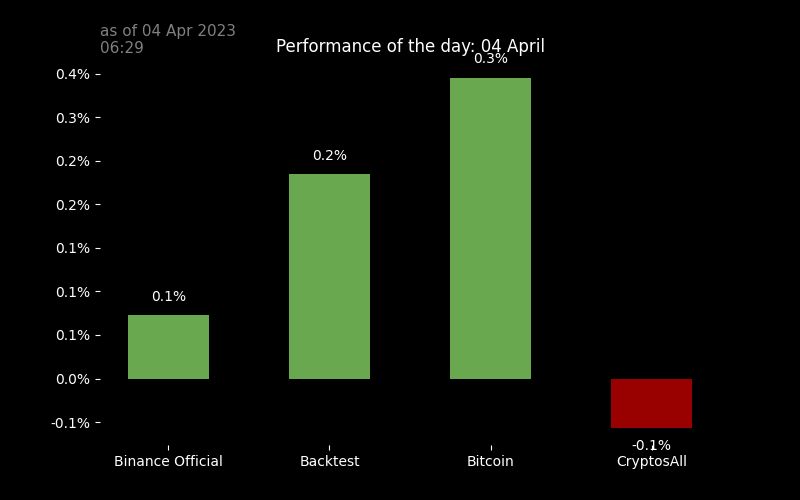 as of 04 Apr 2023
06:29
Performance of the day: 04 April
0.4%
0.3%
0.2%
0.2%
0.1%
0.1%
0.1%
0.0%
-0.1%
0.1%
0.2%
0.3%
-0.1%
Binance Official
Backtest
Bitcoin
CryptosAll